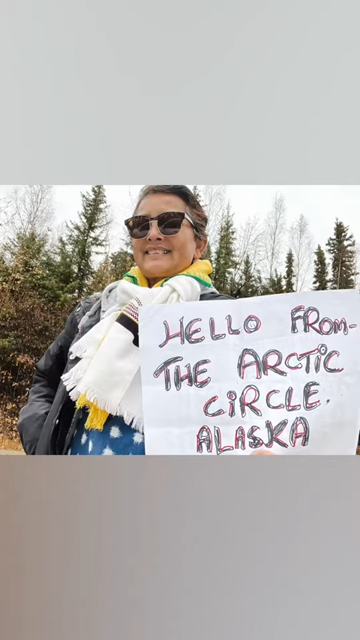 HELLO FROM-
THE ARCTIC
CIRCLE.
ALASKA